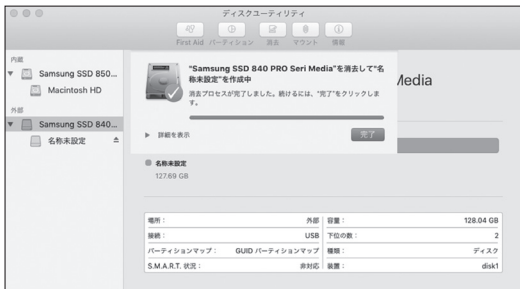 ディスクユーティリティ
First Aid パーティション 消去 マウント 情報
内蔵
Samsung SSD 850...
Macintosh HD
外部
Samsung SSD 840...
名称未設定
"Samsung SSD 840 PRO Seri Media"を消去して"名
称未設定"を作成中
消去プロセスが完了しました。続けるには、"完了"をクリックしま
す。
詳細を表示
完了
Media
名称未設定
127.69 GB
場所： 外部 容量： 128.04 GB
接続： USB 下位の数： 2
パーティションマップ： GUID パーティションマップ 種類： ディスク
S.M.A.R.T. 状況： 非対応 装置： disk1